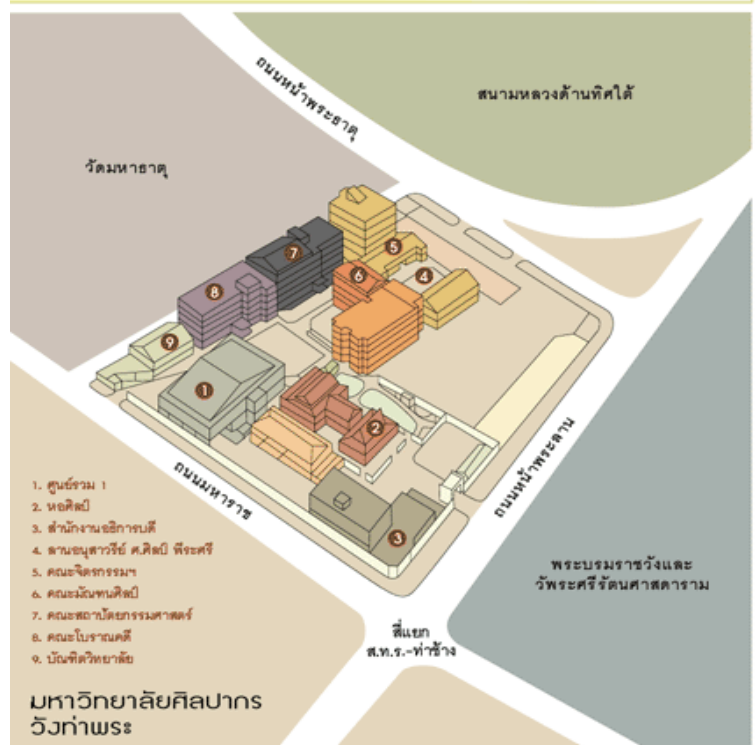 ถนนหน้าพระธาตุ
สนามหลวงด้านทิศใต้
วัดมหาธาตุ
5
7
4
6
8
9
1
2
ถนนหน้าพระลาน
ถนนมหาราช
3
1. ศูนย์รวม 1
2. หอศิลป์
3. สำนักงานอธิการบดี
4. ลานอนุสาวรีย์ ศ.ศิลป์ พีระศรี
5. คณะจิตรกรรมฯ
6. คณะมัณฑนศิลป์
7. คณะสถาปัตยกรรมศาสตร์
8. คณะโบราณคดี
9. บัณฑิตวิทยาลัย
พระบรมราชวังและ
วัพระศรีรัตนศาสดาราม
สี่แยก
ส.ท.ร.-ท่าช้าง
มหาวิทยาลัยศิลปากร
วังท่าพระ